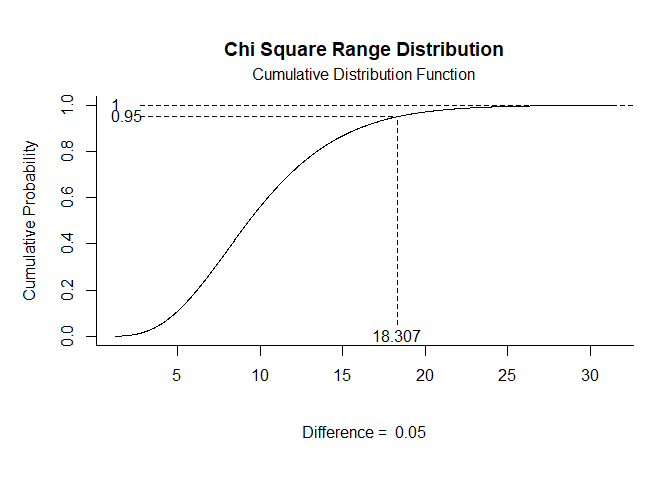 Chi Square Range Distribution
Cumulative Distribution Function
Cumulative Probability
1.0
0.8
0.6
0.4
0.2
0.0
1
0.95
18.307
5 10 15 20 25 30
Difference = 0.05